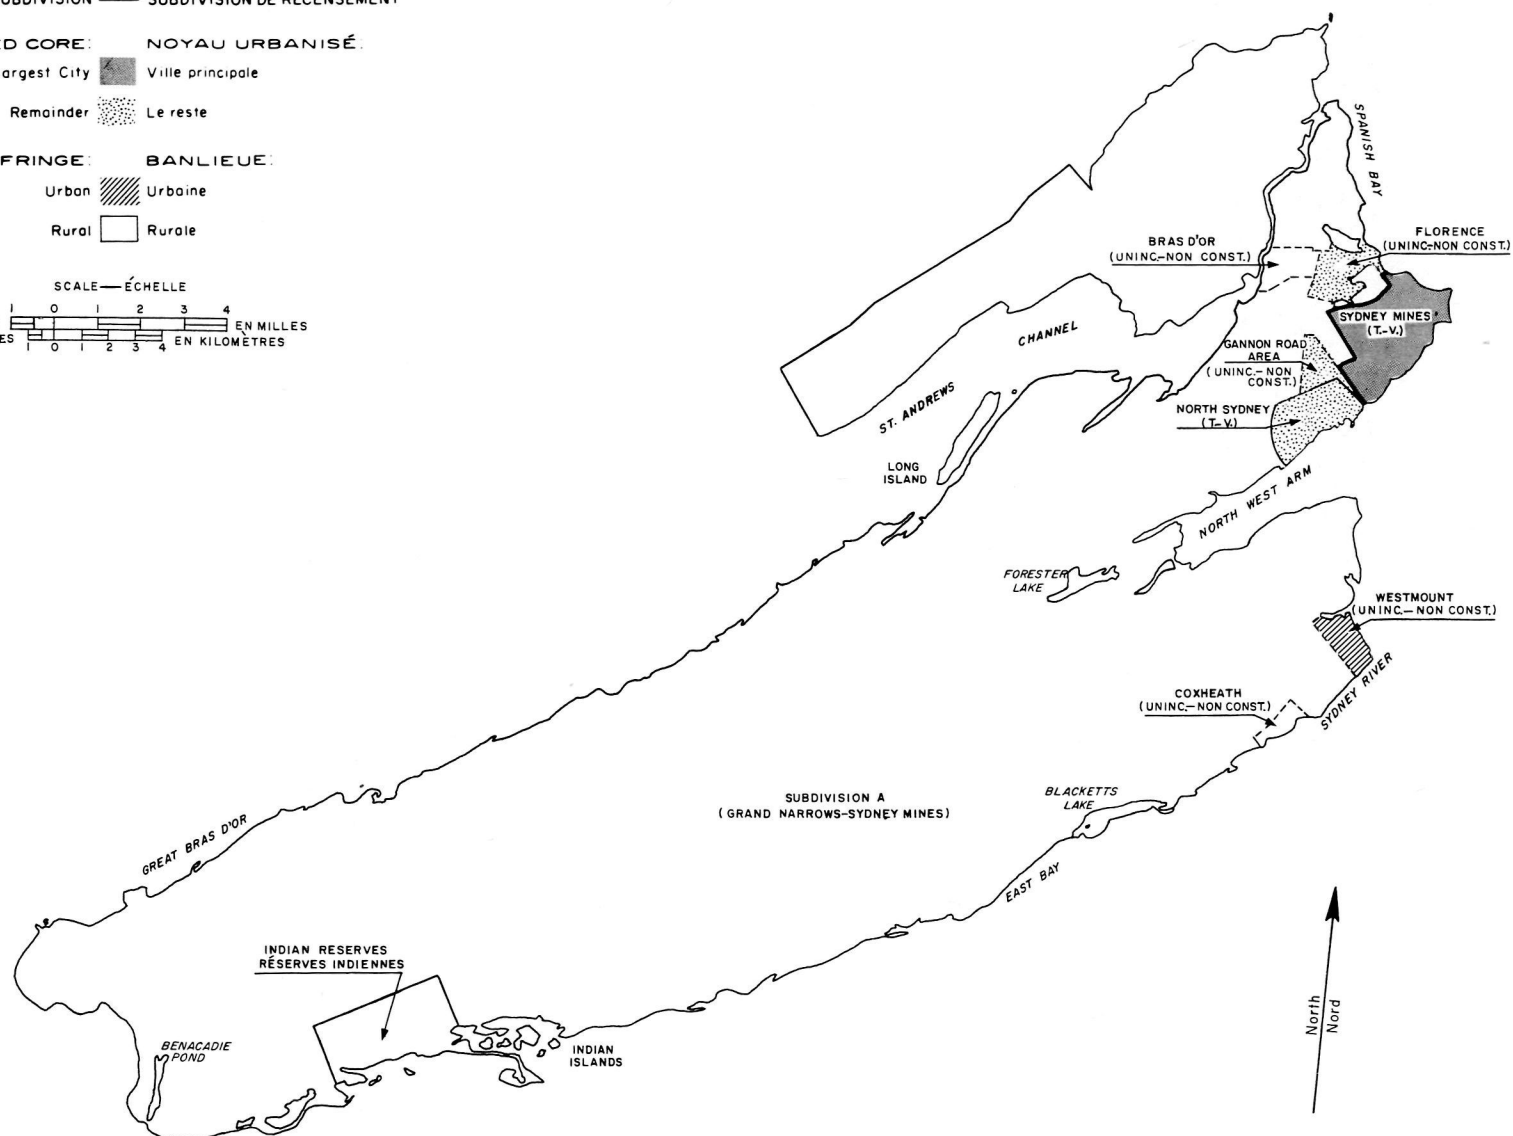 SUBDIVISION — SUBDIVISION DE RECENSEMENT
CORE: NOYAU URBANISÉ:
City Ville principale
Remainder Le reste
FRINGE: BANLIEUE:
Urban Urbaine
Rural Rurale
SCALE—ÉCHELLE
1 0 1 2 3 4
EN MILLES
1 0 1 2 3 4 EN KILOMÈTRES
SPANISH BAY
BRAS D'OR
(UNINC.—NON CONST.)
FLORENCE
(UNINC.—NON CONST.)
SYDNEY MINES
(T.-V.)
GANNON ROAD
AREA
(UNINC.—NON
CONST.)
NORTH SYDNEY
(T.-V.)
CHANNEL
ST. ANDREWS
LONG
ISLAND
NORTH WEST ARM
FORESTER
LAKE
WESTMOUNT
(UNINC.—NON CONST.)
SYDNEY RIVER
COXHEATH
(UNINC.—NON CONST.)
SUBDIVISION A
(GRAND NARROWS-SYDNEY MINES)
BLACKETTS
LAKE
GREAT BRAS D'OR
EAST BAY
INDIAN RESERVES
RÉSERVES INDIENNES
North
Nord
BENACADIE
POND
INDIAN
ISLANDS